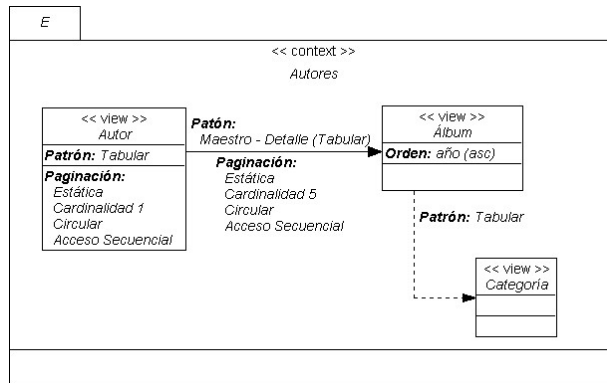 E
<< context >>
Autores
<< view >>
Autor
Patrón: Tabular
Paginación:
Estática
Cardinalidad 1
Circular
Acceso Secuencial
Patón:
Maestro - Detalle (Tabular)
Paginación:
Estática
Cardinalidad 5
Circular
Acceso Secuencial
<< view >>
Álbum
Orden: año (asc)
Patrón: Tabular
<< view >>
Categoría